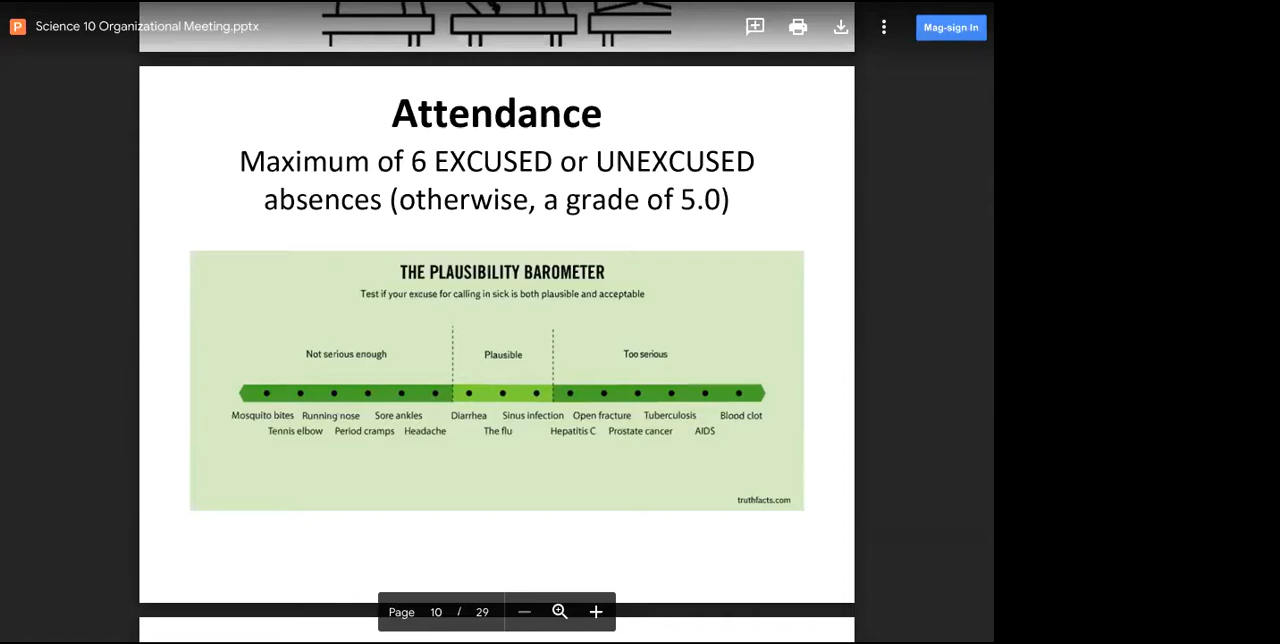 Science 10 Organizational Meeting.pptx
Mag-sign In
Attendance
Maximum of 6 EXCUSED or UNEXCUSED
absences (otherwise, a grade of 5.0)
THE PLAUSIBILITY BAROMETER
Test if your excuse for calling in sick is both plausible and acceptable
Not serious enough Plausible Too serious
Mosquito bites Running nose Sore ankles Diarrhea Sinus infection Open fracture Tuberculosis Blood clot
Tennis elbow Period cramps Headache The flu Hepatitis C Prostate cancer AIDS
truthfacts.com
Page 10 / 29